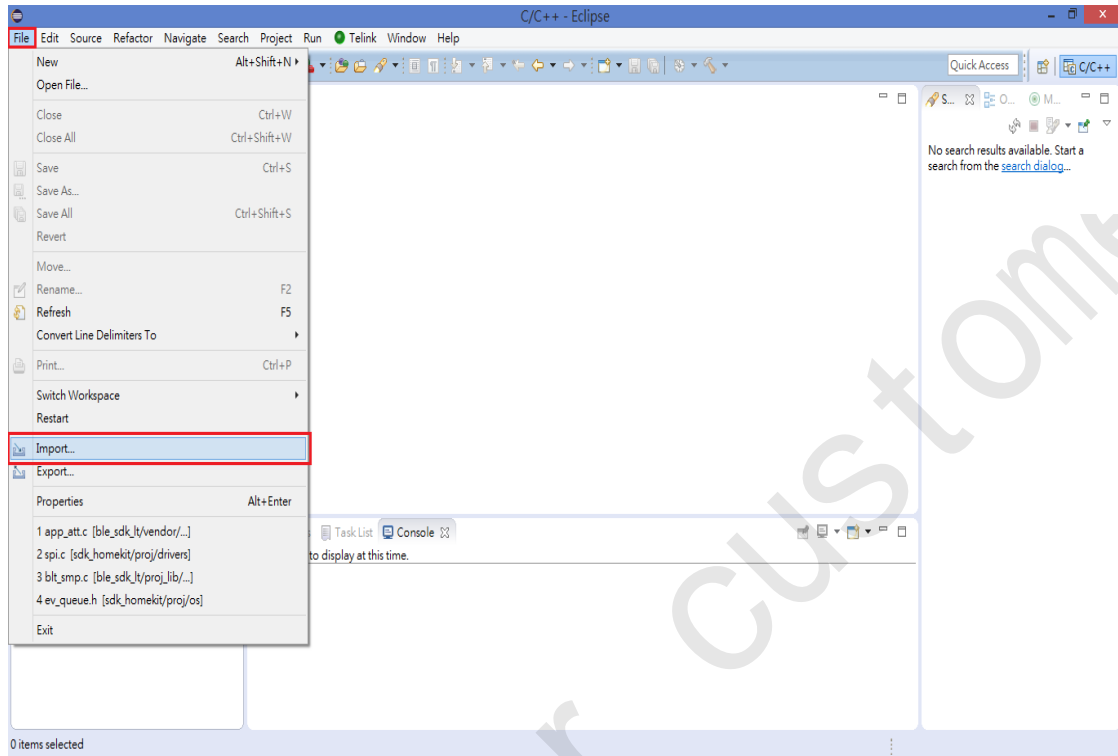 C/C++ - Eclipse
File Edit Source Refactor Navigate Search Project Run Telink Window Help
Quick Access C/C++
New Alt+Shift+N
Open File...
Close Ctrl+W
Close All Ctrl+Shift+W
Save Ctrl+S
Save As...
Save All Ctrl+Shift+S
Revert
Move...
Rename... F2
Refresh F5
Convert Line Delimiters To
Print... Ctrl+P
Switch Workspace
Restart
Import...
Export...
Properties Alt+Enter
1 app_att.c [ble_sdk_lt/vendor/...]
2 spi.c [sdk_homekit/proj/drivers]
3 blt_smp.c [ble_sdk_lt/proj_lib/...]
4 ev_queue.h [sdk_homekit/proj/os]
Exit
S... O... M...
No search results available. Start a
search from the search dialog...
s Task List Console
to display at this time.
0 items selected
r custome